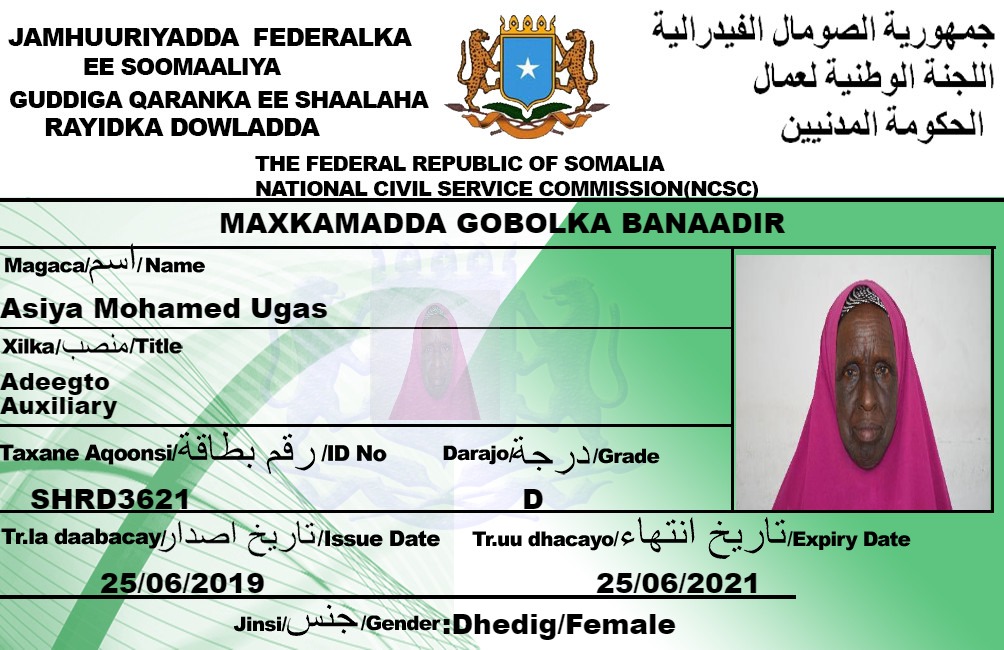 JAMHUURIYADDA FEDERALKA
EE SOOMAALIYA
GUDDIGA QARANKA EE SHAALAHA
RAYIDKA DOWLADDA
جمهورية الصومال الفيدرالية
اللجنة الوطنية لعمال
الحكومة المدنيين
THE FEDERAL REPUBLIC OF SOMALIA
NATIONAL CIVIL SERVICE COMMISSION(NCSC)
MAXKAMADDA GOBOLKA BANAADIR
Magaca/اسم/Name
Asiya Mohamed Ugas
Xilka/منصب/Title
Adeegto
Auxiliary
Taxane Aqoonsi/رقم بطاقة/ID No Darajo/درجة/Grade
SHRD3621 D
Tr.la daabacay/تاريخ اصدار/Issue Date Tr.uu dhacayo/تاريخ انتهاء/Expiry Date
25/06/2019 25/06/2021
Jinsi/جنس/Gender:Dhedig/Female